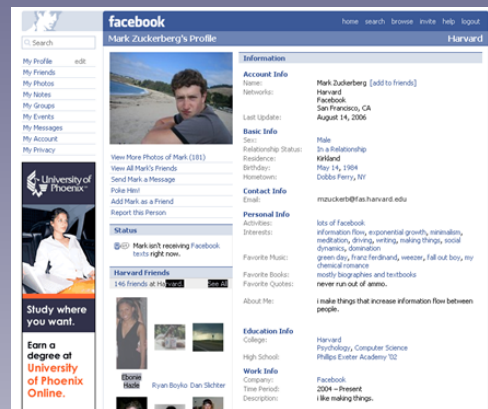 facebook
home search browse invite help logout
Mark Zuckerberg's Profile
Harvard
Search
My Profile edit
My Friends
My Photos
My Notes
My Groups
My Events
My Messages
My Account
My Privacy
University of
Phoenix
Study where
you want.
Earn a
degree at
University
of Phoenix
Online.
View More Photos of Mark (181)
View All Mark's Friends
Send Mark a Message
Poke Him!
Add Mark as a Friend
Report this Person
Status
Mark isn't receiving Facebook
texts right now.
Harvard Friends
146 friends at Harvard. See All
Ebonie
Hazle
Ryan Boyko
Dan Slichter
Information
Account Info
Name: Mark Zuckerberg [add to friends]
Networks: Harvard
Facebook
San Francisco, CA
Last Update: August 14, 2006
Basic Info
Sex: Male
Relationship Status: In a Relationship
Residence: Kirkland
Birthday: May 14, 1984
Hometown: Dobbs Ferry, NY
Contact Info
Email: mzuckerb@fas.harvard.edu
Personal Info
Activities: lots of facebook
Interests: information flow, exponential growth, minimalism,
meditation, driving, writing, making things, social
dynamics, domination
Favorite Music: green day, franz ferdinand, weezer, fall out boy, my
chemical romance
Favorite Books: mostly biographies and textbooks
Favorite Quotes: never run out of ammo.
About Me: i make things that increase information flow between
people.
Education Info
College: Harvard
Psychology, Computer Science
High School: Phillips Exeter Academy '02
Work Info
Company: Facebook
Time Period: 2004 – Present
Description: i like making things.